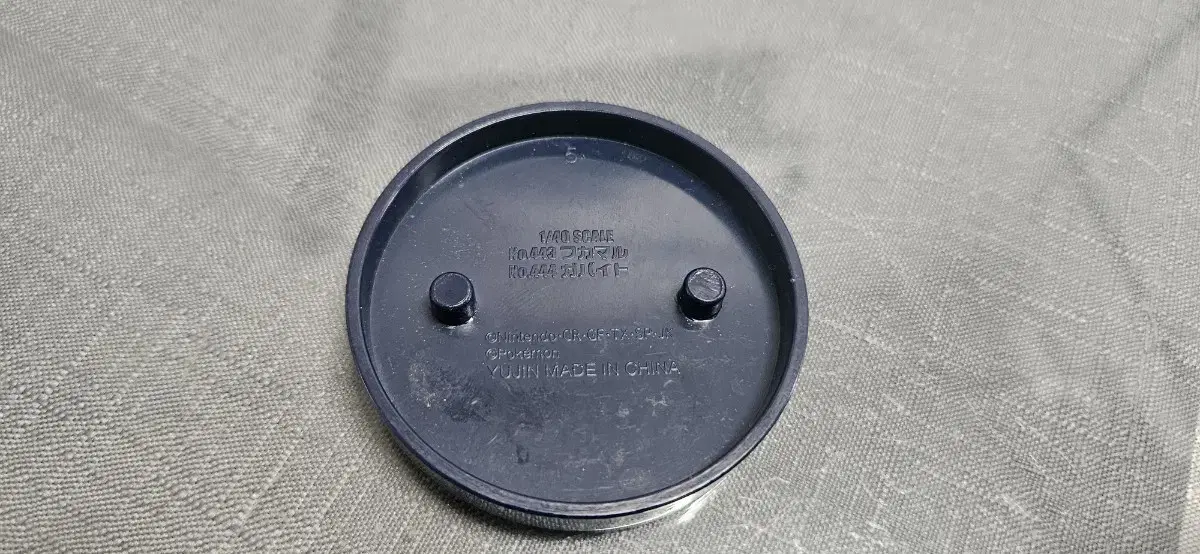 5
1/40 SCALE
No.443 フカマル
No.444 ガバイト
©Nintendo・CR・GF・TX・SP・JK
©Pokémon
YUJIN MADE IN CHINA